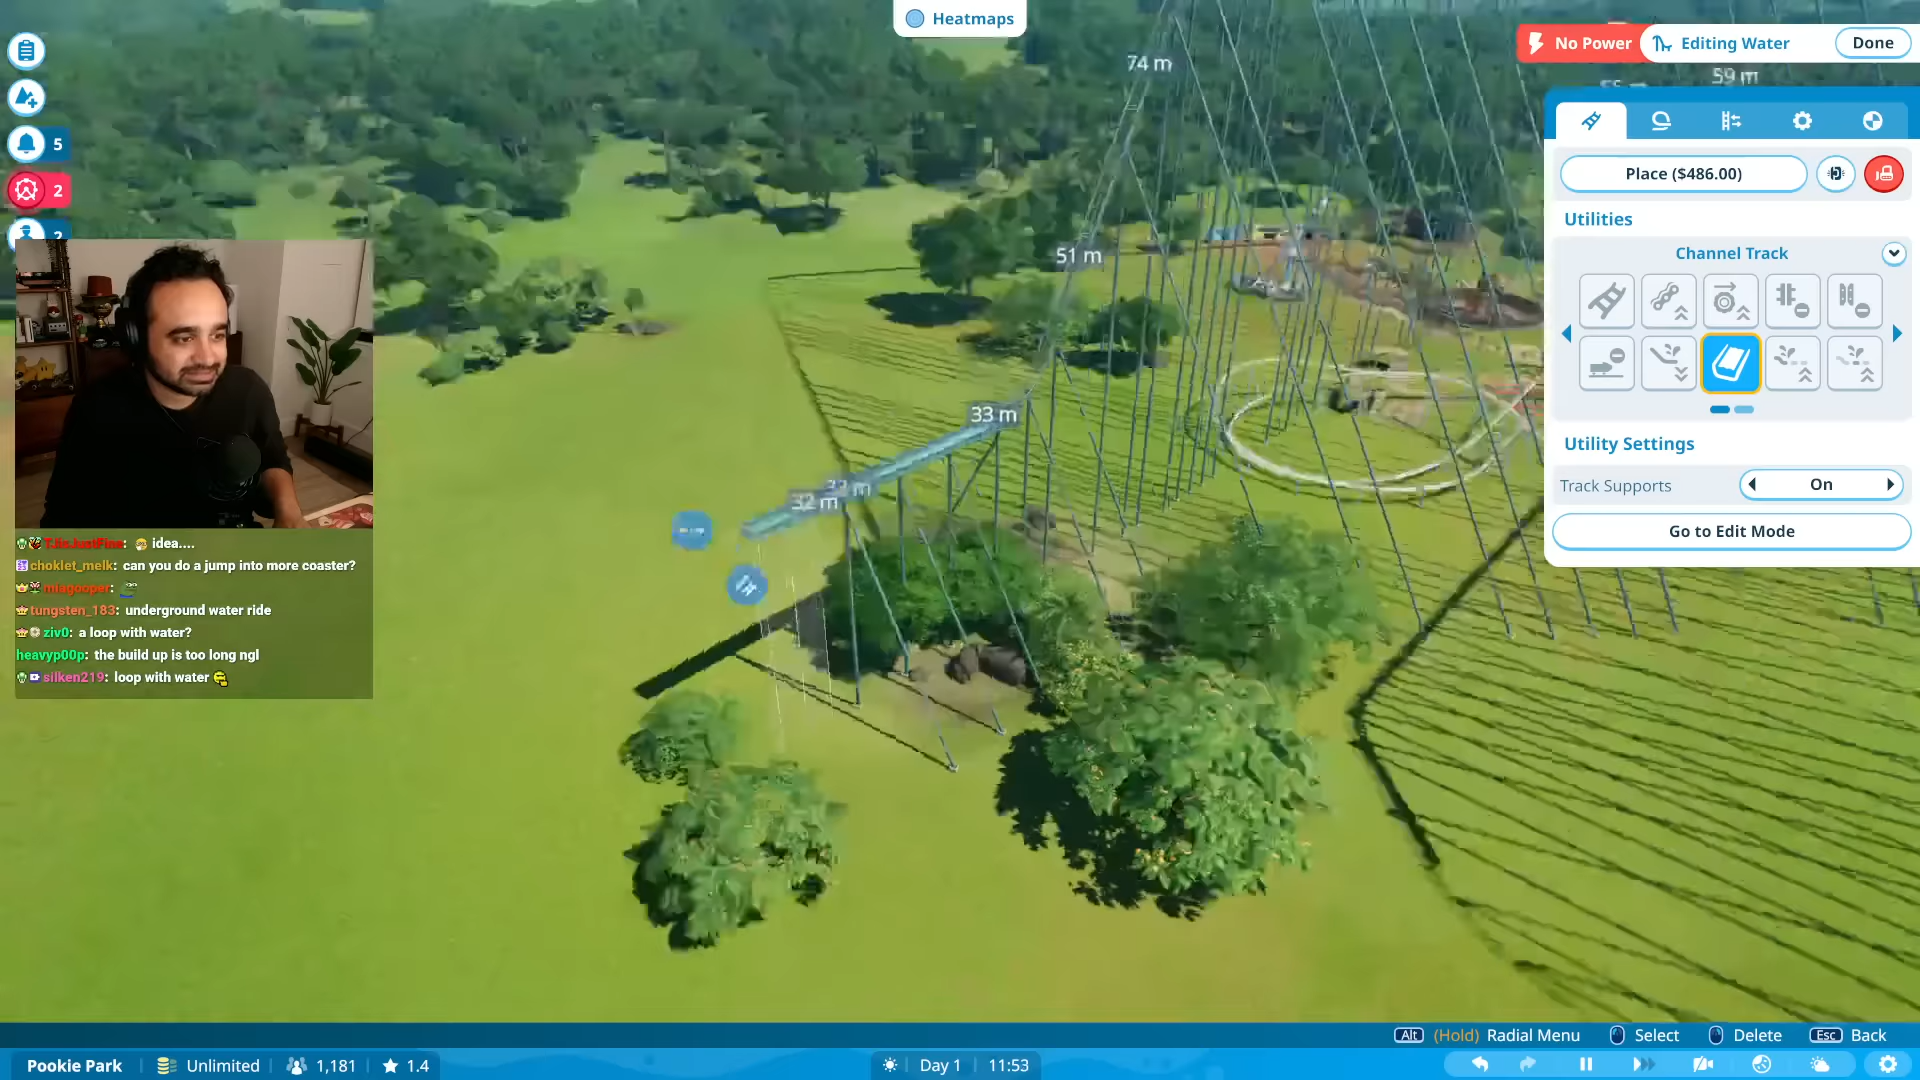 Heatmaps
No Power
Editing Water
Done
74 m
59 m
51 m
33 m
32 m
5
2
2
Place ($486.00)
Utilities
Channel Track
Utility Settings
Track Supports
On
Go to Edit Mode
idea....
choklet_melk: can you do a jump into more coaster?
miagooper:
tungsten_183: underground water ride
ziv0: a loop with water?
heavyp00p: the build up is too long ngl
silken219: loop with water
Alt (Hold) Radial Menu Select Delete Esc Back
Pookie Park Unlimited 1,181 1.4 Day 1 11:53